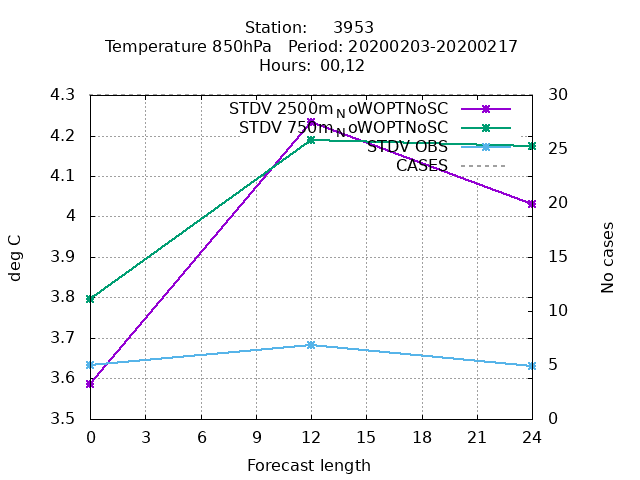 Station: 3953
Temperature 850hPa Period: 20200203-20200217
Hours: 00,12
4.3
4.2
4.1
4
3.9
3.8
3.7
3.6
3.5
deg C
STDV 2500m_NoWOPTNoSC
STDV 750m_NoWOPTNoSC
STDV OBS
CASES
30
25
20
15
10
5
0
No cases
0 3 6 9 12 15 18 21 24
Forecast length